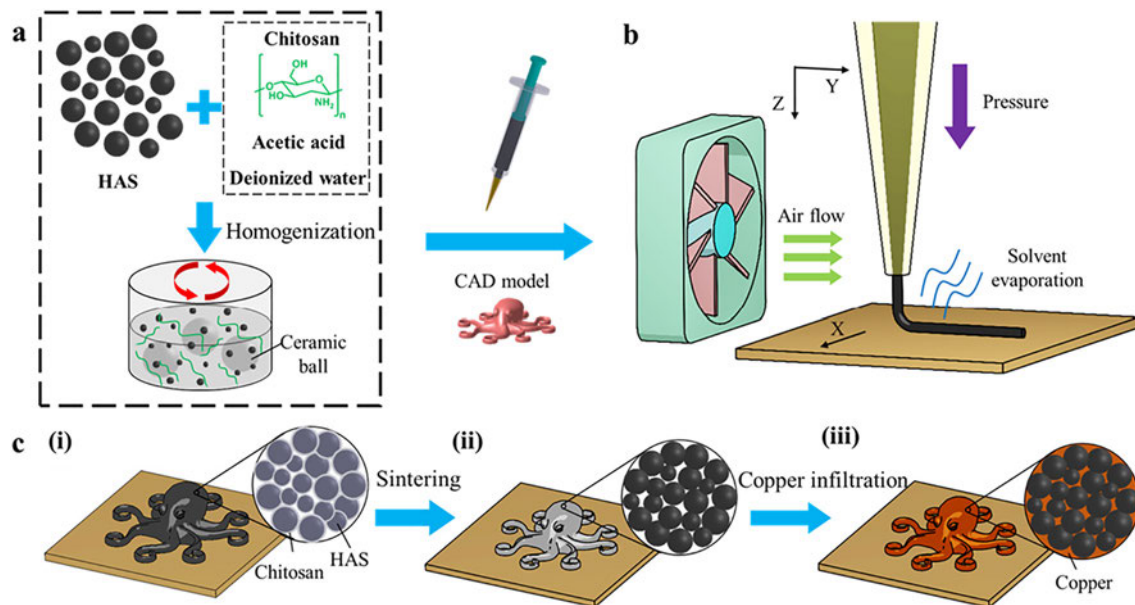 a
Chitosan
OH
O
HO
NH₂
O
n
Acetic acid
Deionized water
HAS
Homogenization
Ceramic
ball
CAD model
b
Z
Y
Pressure
Air flow
Solvent
evaporation
X
c
(i)
Chitosan
HAS
Sintering
(ii)
Copper infiltration
(iii)
Copper